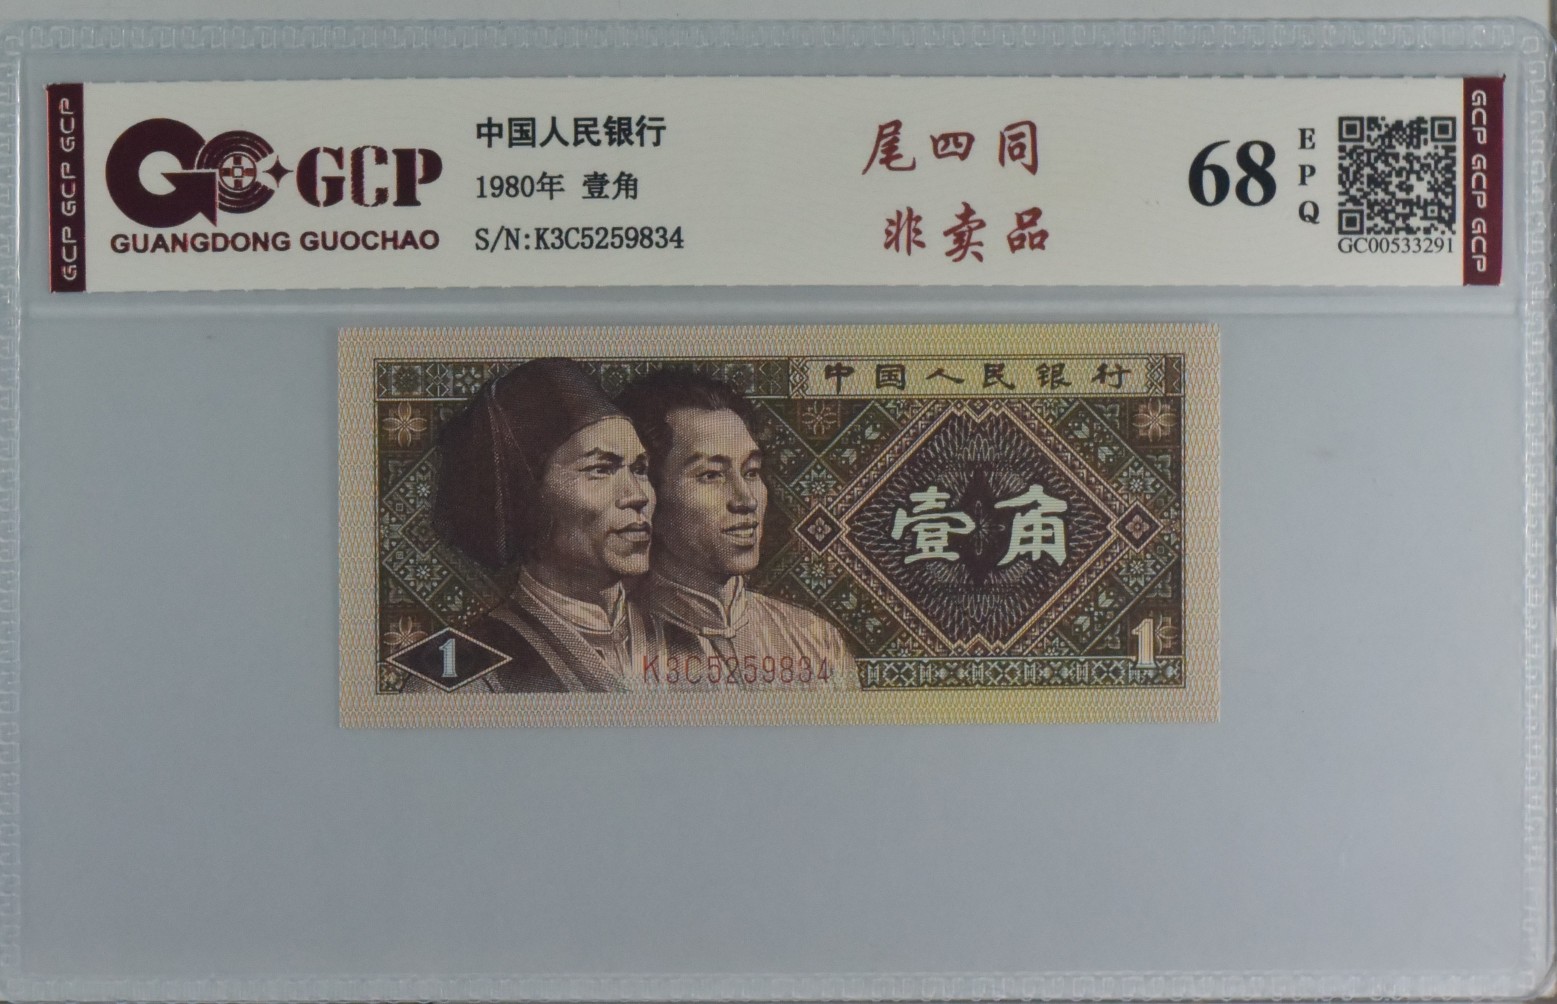 GCP GCP GCP
GCP
GUANGDONG GUOCHAO
中国人民银行
1980年 壹角
S/N:K3C5259834
尾四同
非卖品
68
EPQ
GC00533291
GCP GCP GCP
中国人民银行
壹角
1
K3C5259834
1